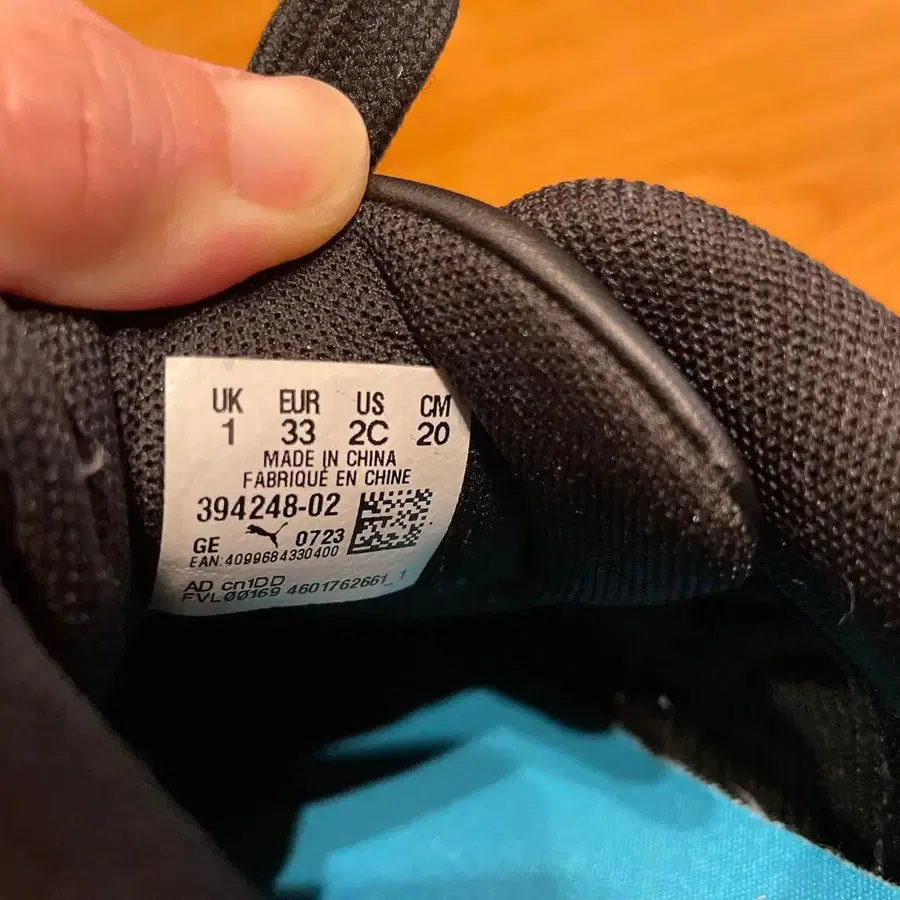 UK EUR US CM
1 33 2C 20
MADE IN CHINA
FABRIQUÉ EN CHINE
394248-02
GE 0723
EAN:4099684330400
AD cn1DD
FVL00169 4601762661_1